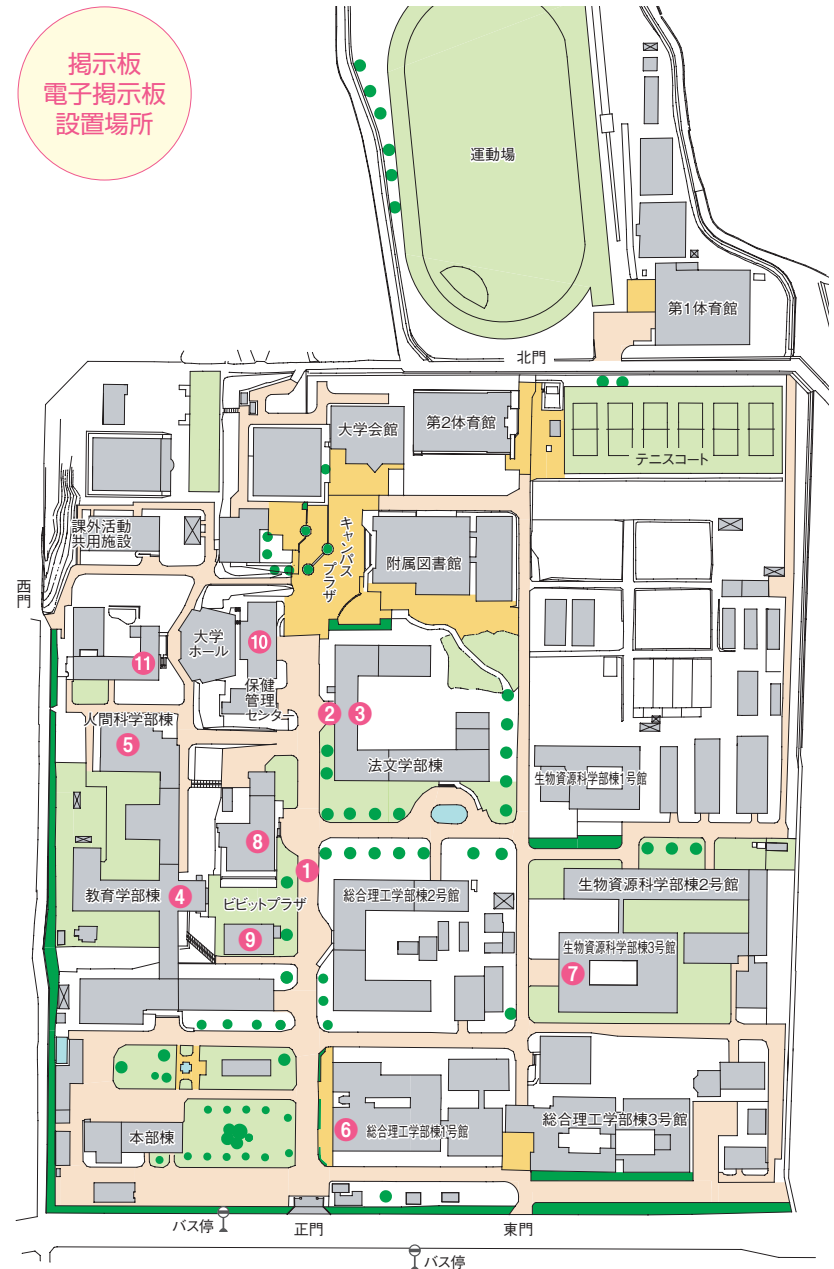 掲示板
電子掲示板
設置場所
運動場
第1体育館
北門
大学会館
第2体育館
テニスコート
課外活動
共用施設
キャンパス
プラザ
附属図書館
西門
大学
ホール
10
11
保健
管理
センター
2
3
人間科学部棟
5
法文学部棟
生物資源科学部棟1号館
8
1
教育学部棟
4
ビビットプラザ
9
総合理工学部棟2号館
生物資源科学部棟2号館
生物資源科学部棟3号館
7
本部棟
6
総合理工学部棟1号館
総合理工学部棟3号館
バス停
正門
東門
バス停